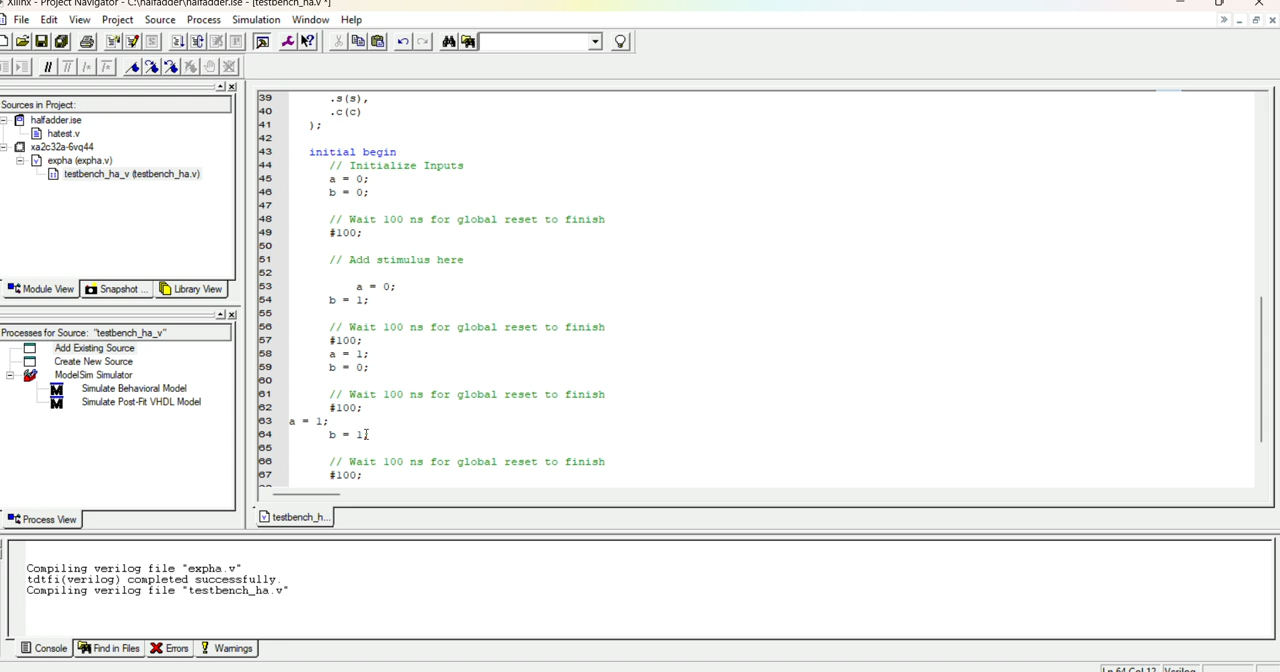 Xilinx - Project Navigator - C:\halfadder\halfadder.ise - [testbench_ha.v *]
File Edit View Project Source Process Simulation Window Help
Sources in Project:
halfadder.ise
hatest.v
xa2c32a-6vq44
expha (expha.v)
testbench_ha_v (testbench_ha.v)
Module View Snapshot ... Library View
Processes for Source: "testbench_ha_v"
Add Existing Source
Create New Source
ModelSim Simulator
Simulate Behavioral Model
Simulate Post-Fit VHDL Model
Process View
39 .s(s),
40 .c(c)
41 );
42
43 initial begin
44 // Initialize Inputs
45 a = 0;
46 b = 0;
47
48 // Wait 100 ns for global reset to finish
49 #100;
50
51 // Add stimulus here
52
53 a = 0;
54 b = 1;
55
56 // Wait 100 ns for global reset to finish
57 #100;
58 a = 1;
59 b = 0;
60
61 // Wait 100 ns for global reset to finish
62 #100;
63 a = 1;
64 b = 1;
65
66 // Wait 100 ns for global reset to finish
67 #100;
testbench_h...
Compiling verilog file "expha.v"
tdtfi(verilog) completed successfully.
Compiling verilog file "testbench_ha.v"
Console Find in Files Errors Warnings
Ln 64 Col 12 Verilog